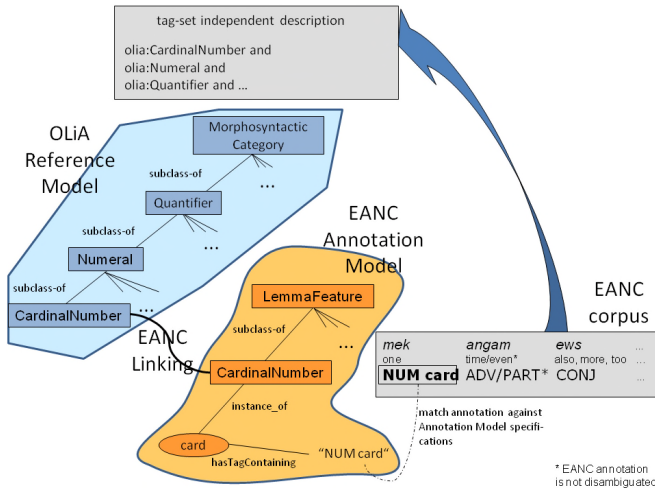 tag-set independent description
olia:CardinalNumber and
olia:Numeral and
olia:Quantifier and ...
OLiA
Reference
Model
Morphosyntactic
Category
subclass-of
...
Quantifier
subclass-of
...
Numeral
subclass-of
...
CardinalNumber
EANC
Linking
EANC
Annotation
Model
LemmaFeature
subclass-of
...
CardinalNumber
instance_of
card
hasTagContaining
“NUM card“
EANC
corpus
mek angam ews ...
one time/even* also, more, too ...
NUM card ADV/PART* CONJ ...
match annotation against
Annotation Model specifi-
cations
* EANC annotation
is not disambiguated